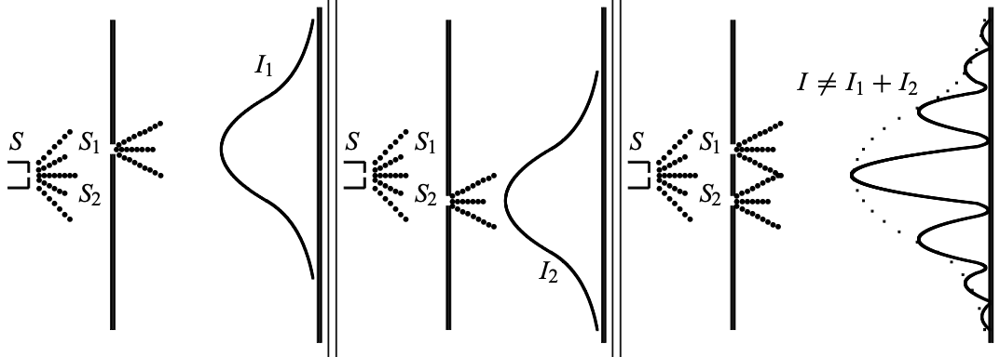 I₁
S
S₁
S₂
S
S₁
S₂
I₂
I ≠ I₁ + I₂
S
S₁
S₂